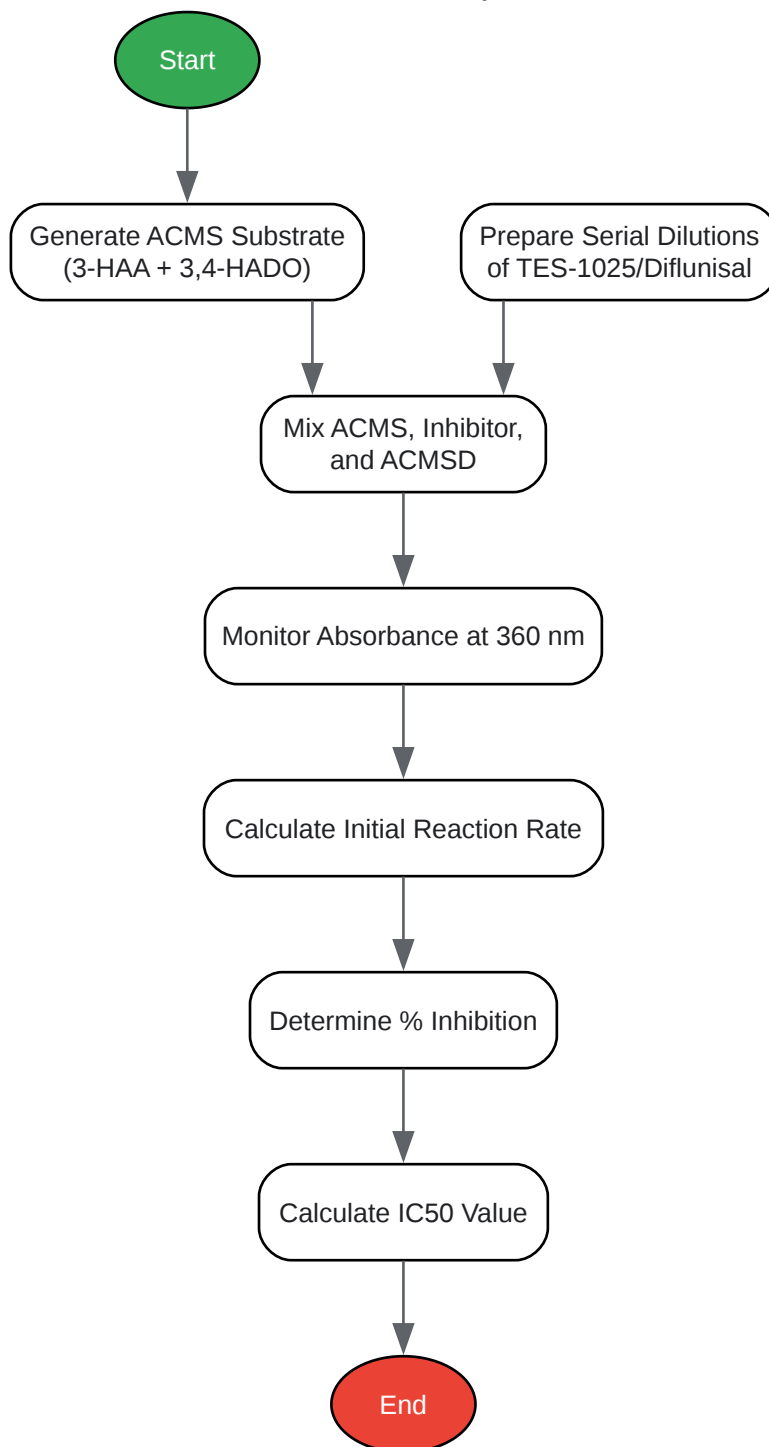 Start
Generate ACMS Substrate
(3-HAA + 3,4-HADO)
Prepare Serial Dilutions
of TES-1025/Diflunisal
Mix ACMS, Inhibitor,
and ACMSD
Monitor Absorbance at 360 nm
Calculate Initial Reaction Rate
Determine % Inhibition
Calculate IC50 Value
End